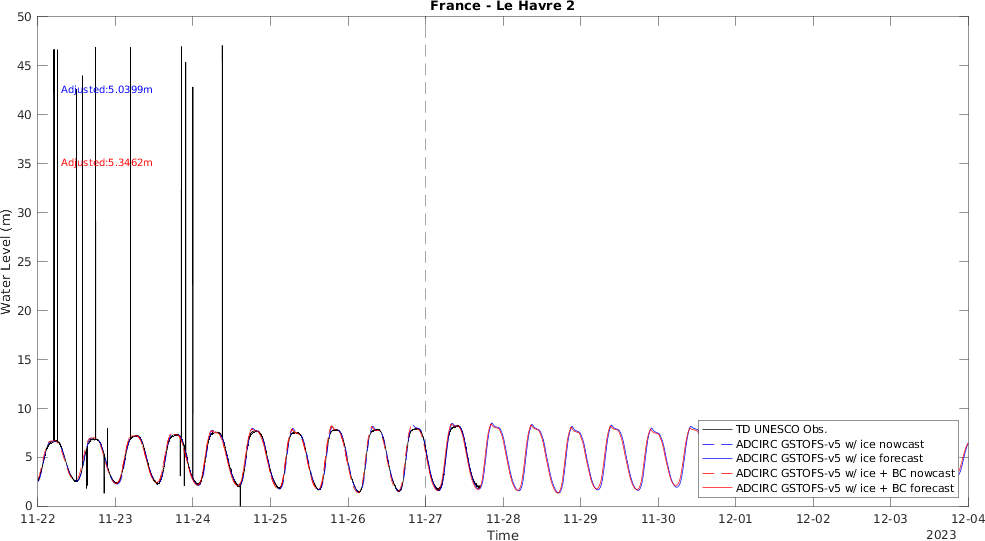 France - Le Havre 2
50
45
40
35
30
25
20
15
10
5
0
Water Level (m)
Adjusted:5.0399m
Adjusted:5.3462m
TD UNESCO Obs.
ADCIRC GSTOFS-v5 w/ ice nowcast
ADCIRC GSTOFS-v5 w/ ice forecast
ADCIRC GSTOFS-v5 w/ ice + BC nowcast
ADCIRC GSTOFS-v5 w/ ice + BC forecast
11-22 11-23 11-24 11-25 11-26 11-27 11-28 11-29 11-30 12-01 12-02 12-03 12-04
Time
2023